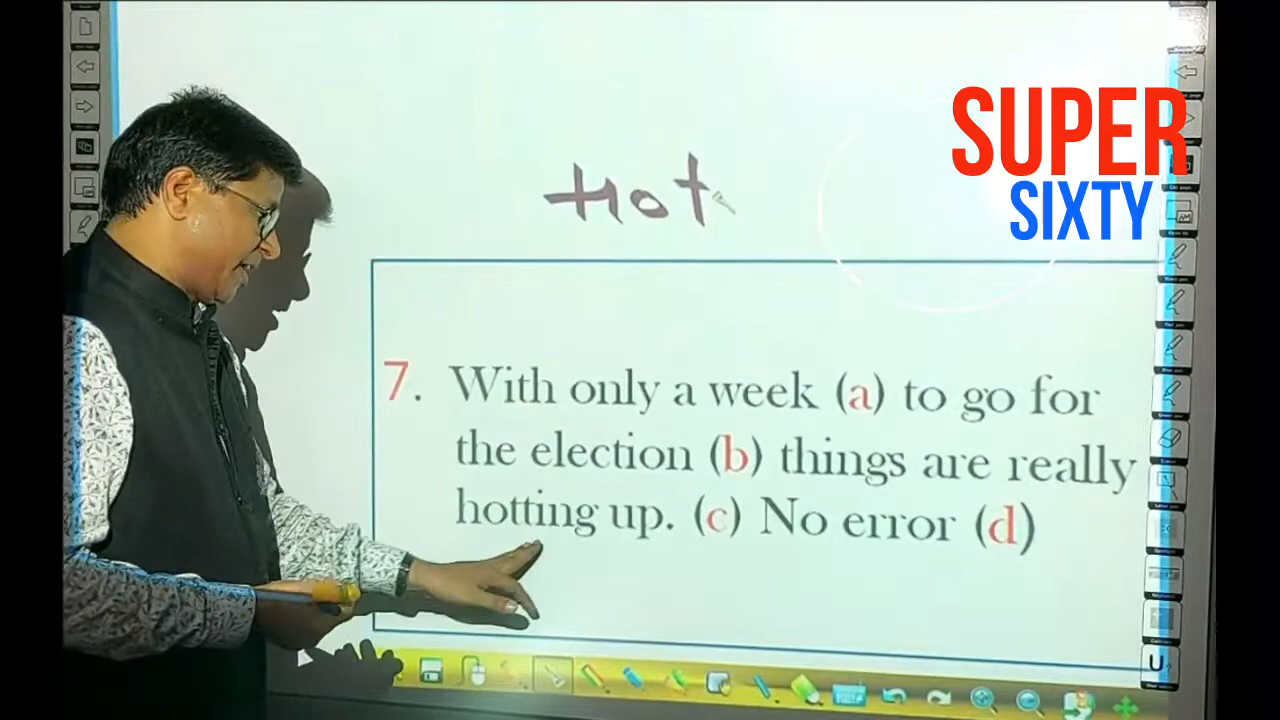 SUPER
SIXTY
Hot
7. With only a week (a) to go for
the election (b) things are really
hotting up. (c) No error (d)